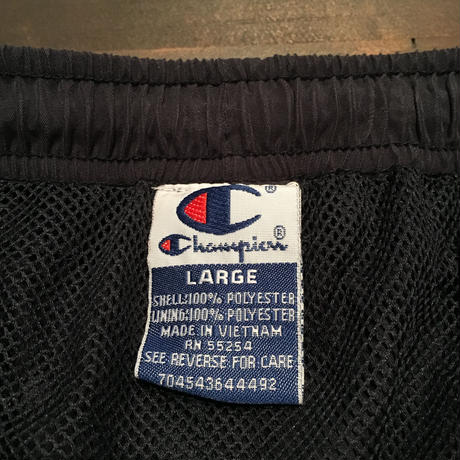 ®
Champion®
LARGE
SHELL:100% POLYESTER
LINING:100% POLYESTER
MADE IN VIETNAM
RN 55254
SEE REVERSE FOR CARE
704543644492